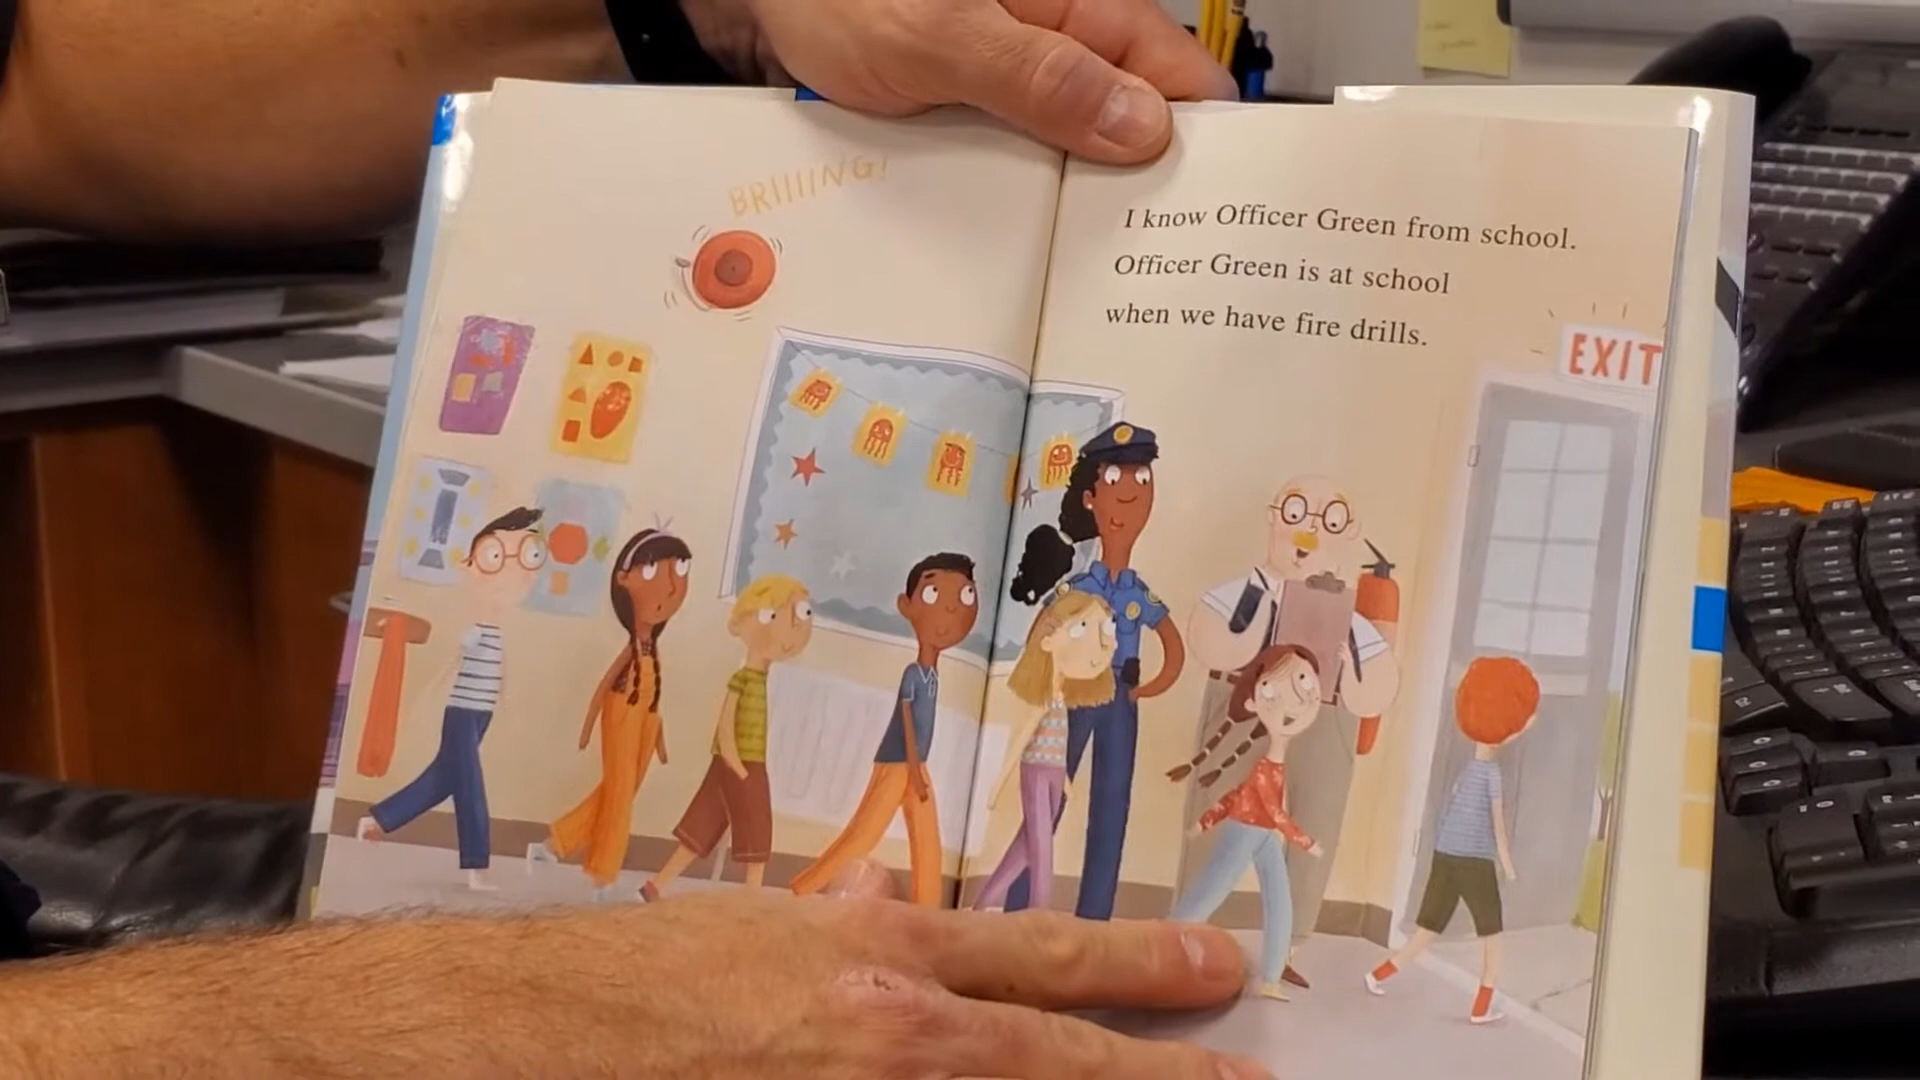 BRIIIING!
I know Officer Green from school.
Officer Green is at school
when we have fire drills.
EXIT